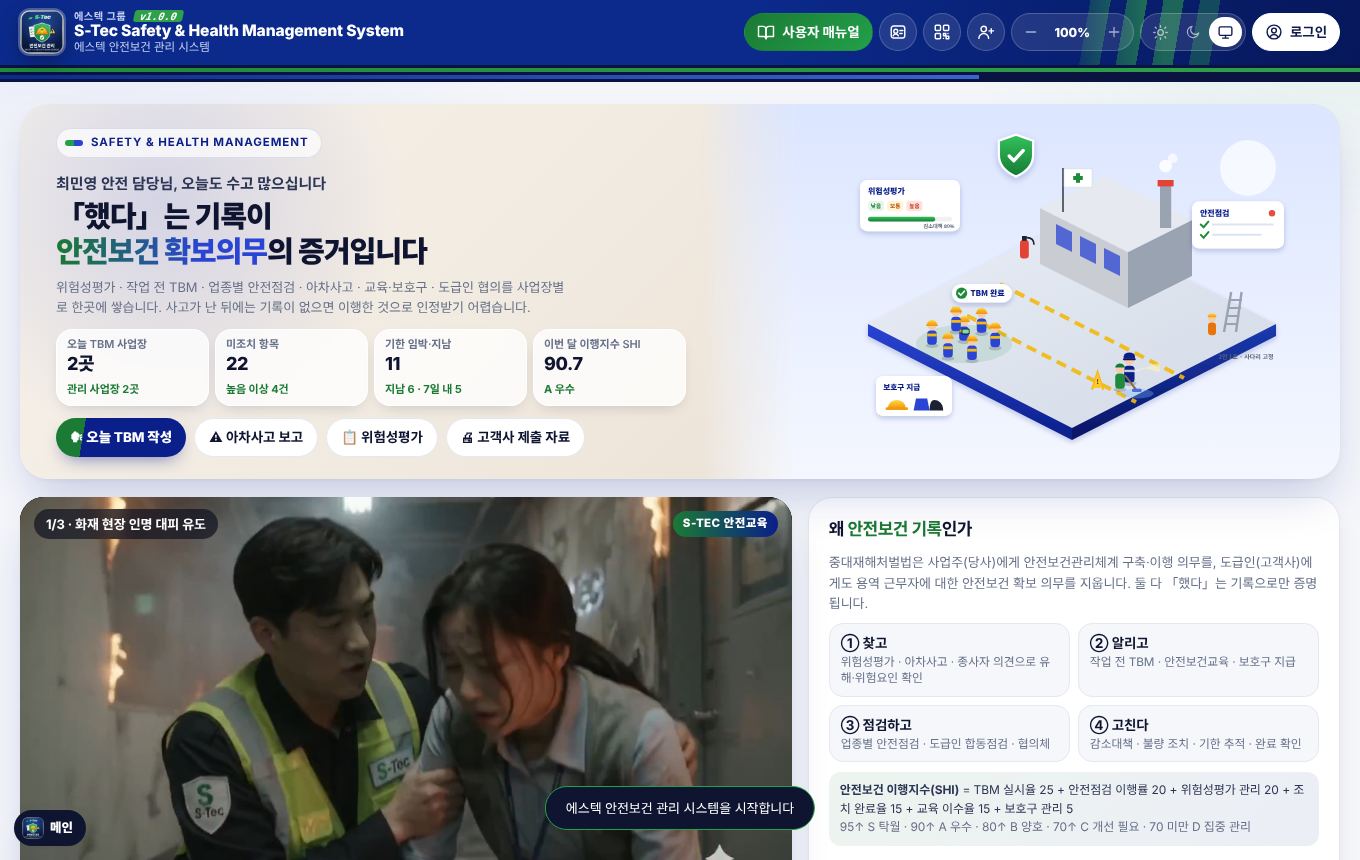 에스텍 그룹 v1.0.0
S-Tec Safety & Health Management System
에스텍 안전보건 관리 시스템
사용자 매뉴얼
100%
로그인
SAFETY & HEALTH MANAGEMENT
최민영 안전 담당님, 오늘도 수고 많으십니다
「했다」는 기록이
안전보건 확보의무의 증거입니다
위험성평가 · 작업 전 TBM · 업종별 안전점검 · 아차사고 · 교육·보호구 · 도급인 협의를 사업장별
로 한곳에 쌓습니다. 사고가 난 뒤에는 기록이 없으면 이행한 것으로 인정받기 어렵습니다.
오늘 TBM 사업장
2곳
관리 사업장 2곳
미조치 항목
22
높음 이상 4건
기한 임박·지남
11
지남 6 · 7일 내 5
이번 달 이행지수 SHI
90.7
A 우수
오늘 TBM 작성
아차사고 보고
위험성평가
고객사 제출 자료
위험성평가
낮음 보통 높음
감소대책 80%
안전점검
TBM 완료
보호구 지급
1/3 · 화재 현장 인명 대피 유도
S-TEC 안전교육
S-Tec
S-Tec
메인
에스텍 안전보건 관리 시스템을 시작합니다
왜 안전보건 기록인가
중대재해처벌법은 사업주(당사)에게 안전보건관리체계 구축·이행 의무를, 도급인(고객사)에
게도 용역 근무자에 대한 안전보건 확보 의무를 지웁니다. 둘 다 「했다」는 기록으로만 증명
됩니다.
① 찾고
위험성평가 · 아차사고 · 종사자 의견으로 유
해·위험요인 확인
② 알리고
작업 전 TBM · 안전보건교육 · 보호구 지급
③ 점검하고
업종별 안전점검 · 도급인 합동점검 · 협의체
④ 고친다
감소대책 · 불량 조치 · 기한 추적 · 완료 확인
안전보건 이행지수(SHI) = TBM 실시율 25 + 안전점검 이행률 20 + 위험성평가 관리 20 + 조
치 완료율 15 + 교육 이수율 15 + 보호구 관리 5
95↑ S 탁월 · 90↑ A 우수 · 80↑ B 양호 · 70↑ C 개선 필요 · 70 미만 D 집중 관리